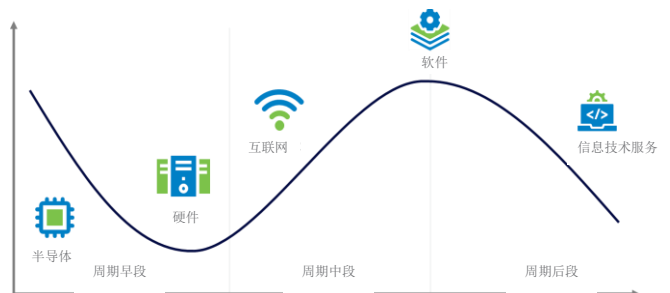 软件
互联网
信息技术服务
硬件
半导体
周期早段
周期中段
周期后段